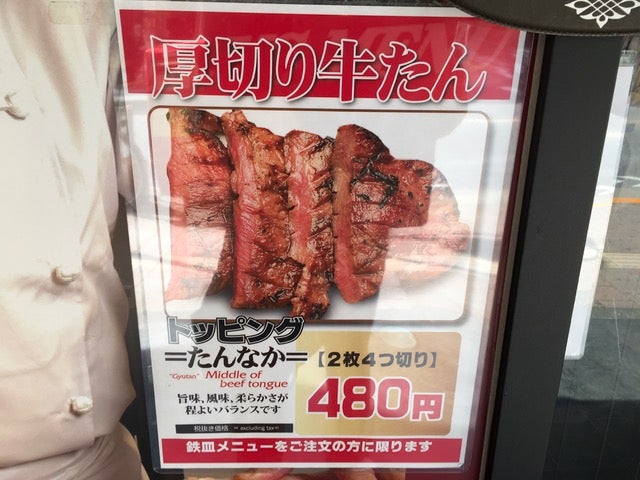 厚切り牛たん
トッピング
=たんなか=
【2枚4つ切り】
"Gyutan" Middle of
beef tongue
旨味、風味、柔らかさが
程よいバランスです
480円
税抜き価格 = excluding tax=
鉄皿メニューをご注文の方に限ります